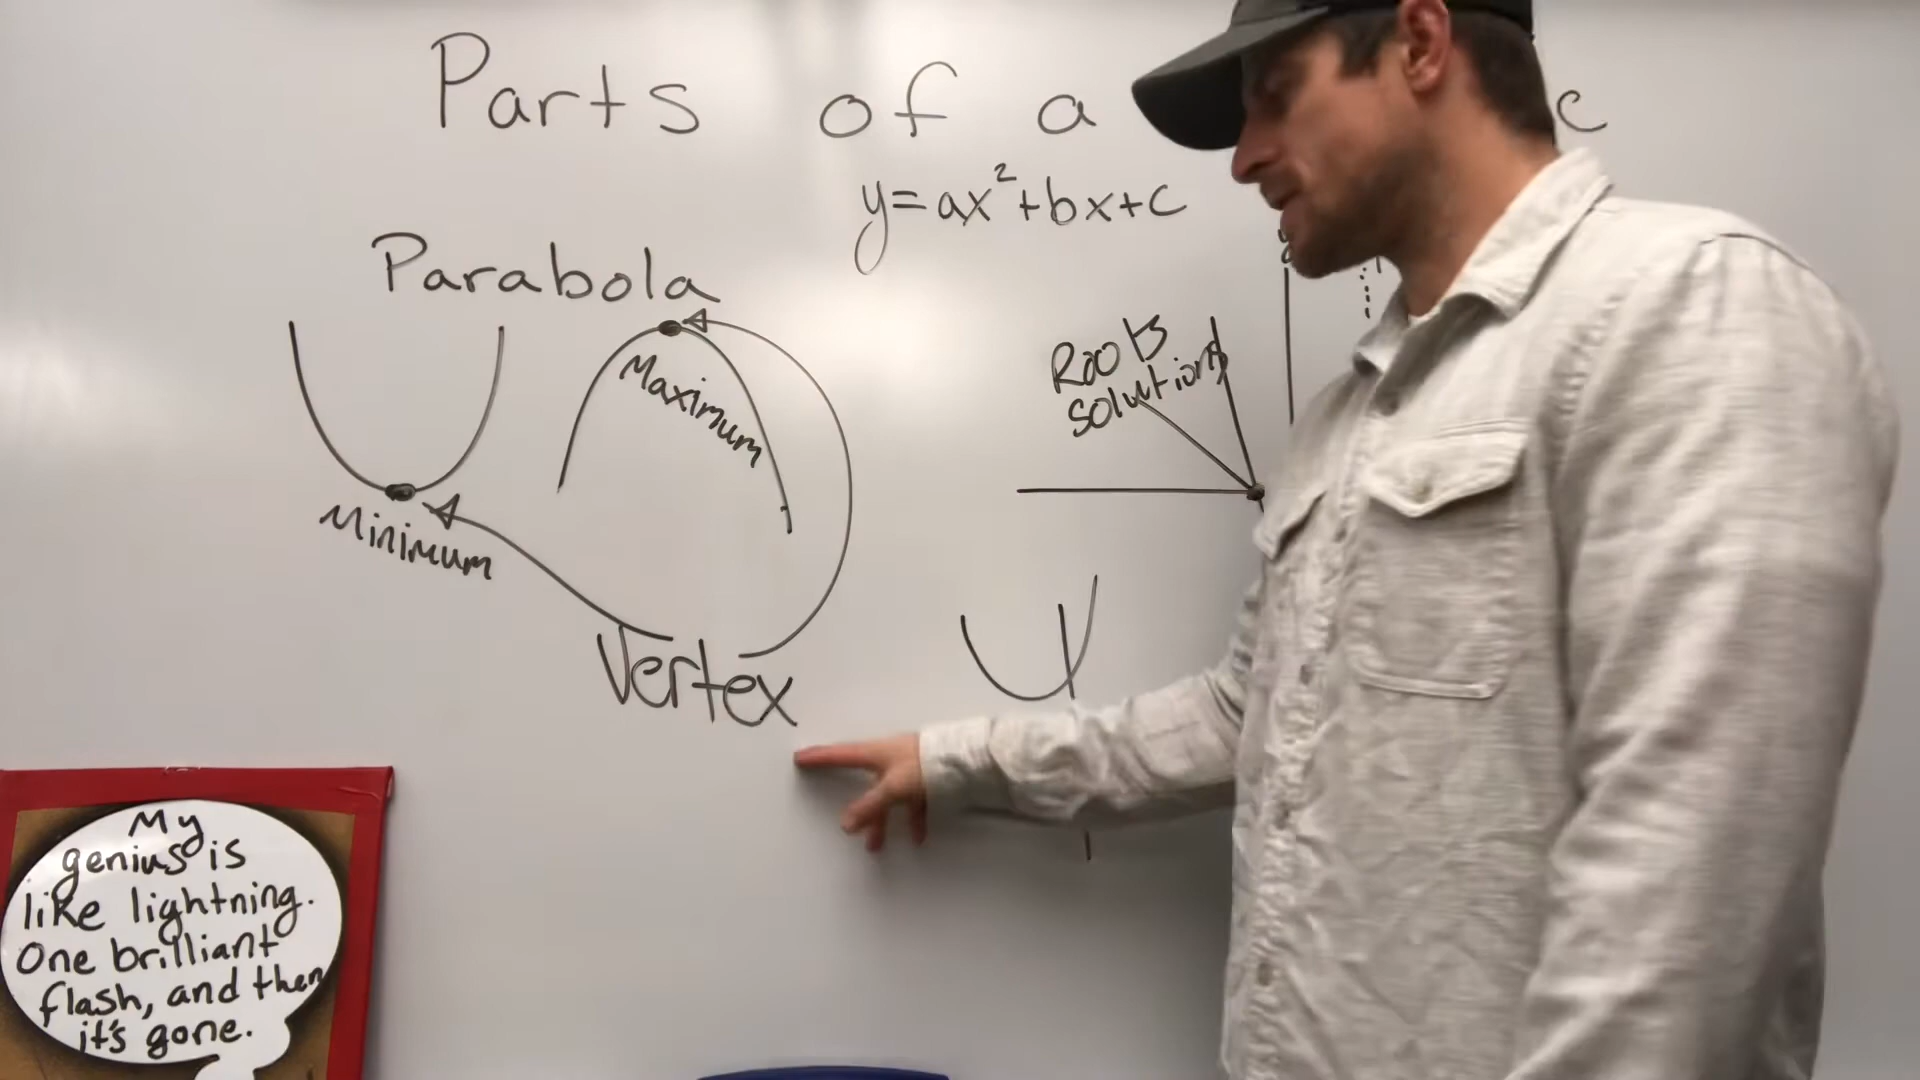 Parts of a c
y=ax²+bx+c
Parabola
Maximum
Minimum
Vertex
Roots
solutions
My
genius is
like lightning.
One brilliant
flash, and then
it's gone.